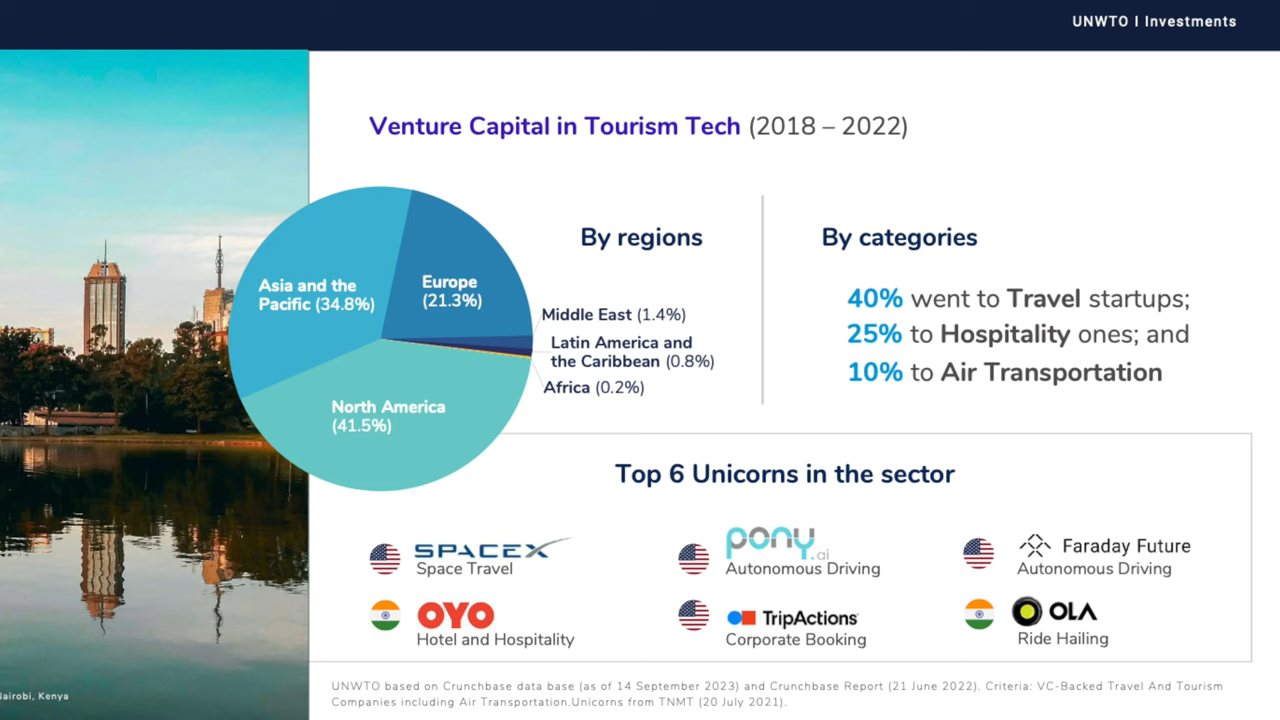 UNWTO I Investments
Venture Capital in Tourism Tech (2018 – 2022)
By regions
Asia and the
Pacific (34.8%)
Europe
(21.3%)
Middle East (1.4%)
Latin America and
the Caribbean (0.8%)
Africa (0.2%)
North America
(41.5%)
By categories
40% went to Travel startups;
25% to Hospitality ones; and
10% to Air Transportation
Top 6 Unicorns in the sector
SPACEX
Space Travel
pony.ai
Autonomous Driving
Faraday Future
Autonomous Driving
OYO
Hotel and Hospitality
TripActions
Corporate Booking
OLA
Ride Hailing
UNWTO based on Crunchbase data base (as of 14 September 2023) and Crunchbase Report (21 June 2022). Criteria: VC-Backed Travel And Tourism
Companies including Air Transportation.Unicorns from TNMT (20 July 2021).
Nairobi, Kenya